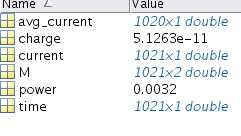 Name Value
avg_current 1020x1 double
charge 5.1263e-11
current 1021x1 double
M 1021x2 double
power 0.0032
time 1021x1 double